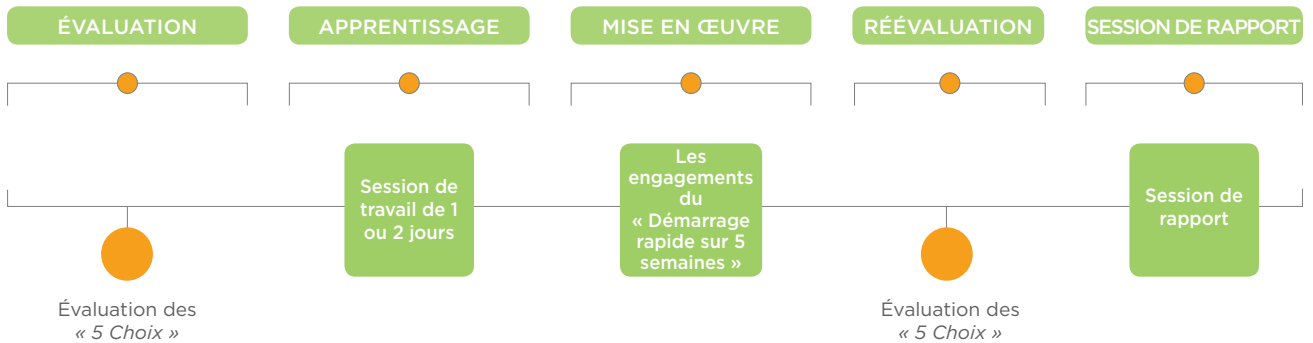 ÉVALUATION
APPRENTISSAGE
MISE EN ŒUVRE
RÉÉVALUATION
SESSION DE RAPPORT
Session de
travail de 1
ou 2 jours
Les
engagements
du
« Démarrage
rapide sur 5
semaines »
Session de
rapport
Évaluation des
« 5 Choix »
Évaluation des
« 5 Choix »